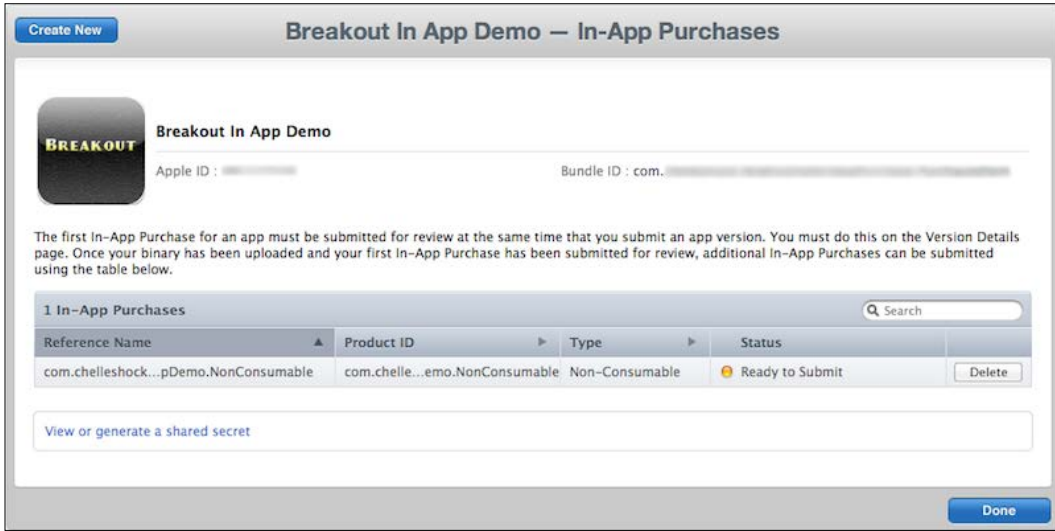 Create New
Breakout In App Demo — In-App Purchases
BREAKOUT
Breakout In App Demo
Apple ID :
Bundle ID : com.
The first In-App Purchase for an app must be submitted for review at the same time that you submit an app version. You must do this on the Version Details
page. Once your binary has been uploaded and your first In-App Purchase has been submitted for review, additional In-App Purchases can be submitted
using the table below.
1 In-App Purchases
Search
Reference Name Product ID Type Status
com.chelleshock...pDemo.NonConsumable com.chelle...emo.NonConsumable Non-Consumable Ready to Submit Delete
View or generate a shared secret
Done